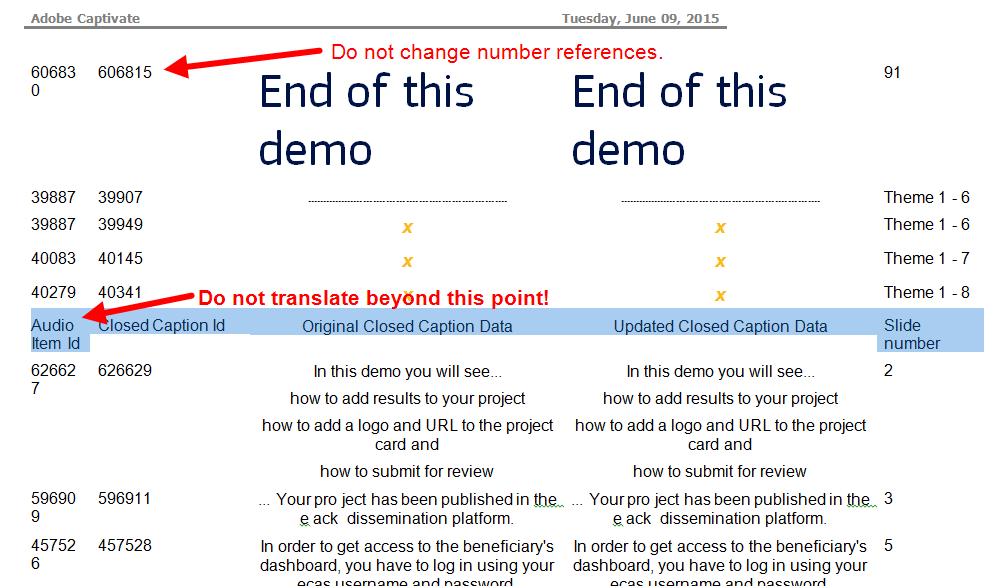 Adobe Captivate Tuesday, June 09, 2015
Do not change number references.
60683 606815 End of this End of this 91
0
demo demo
39887 39907 ........................................................... ........................................................... Theme 1 - 6
39887 39949 x x Theme 1 - 6
40083 40145 x x Theme 1 - 7
40279 40341 x x Theme 1 - 8
Do not translate beyond this point!
Audio Closed Caption Id Original Closed Caption Data Updated Closed Caption Data Slide
Item Id number
62662 626629 In this demo you will see... In this demo you will see... 2
7
how to add results to your project how to add results to your project
how to add a logo and URL to the project how to add a logo and URL to the project
card and card and
how to submit for review how to submit for review
59690 596911 ... Your pro ject has been published in the ... Your pro ject has been published in the 3
9 e ack dissemination platform. e ack dissemination platform.
45752 457528 In order to get access to the beneficiary's In order to get access to the beneficiary's 5
6 dashboard, you have to log in using your dashboard, you have to log in using your
ecas username and password ecas username and password